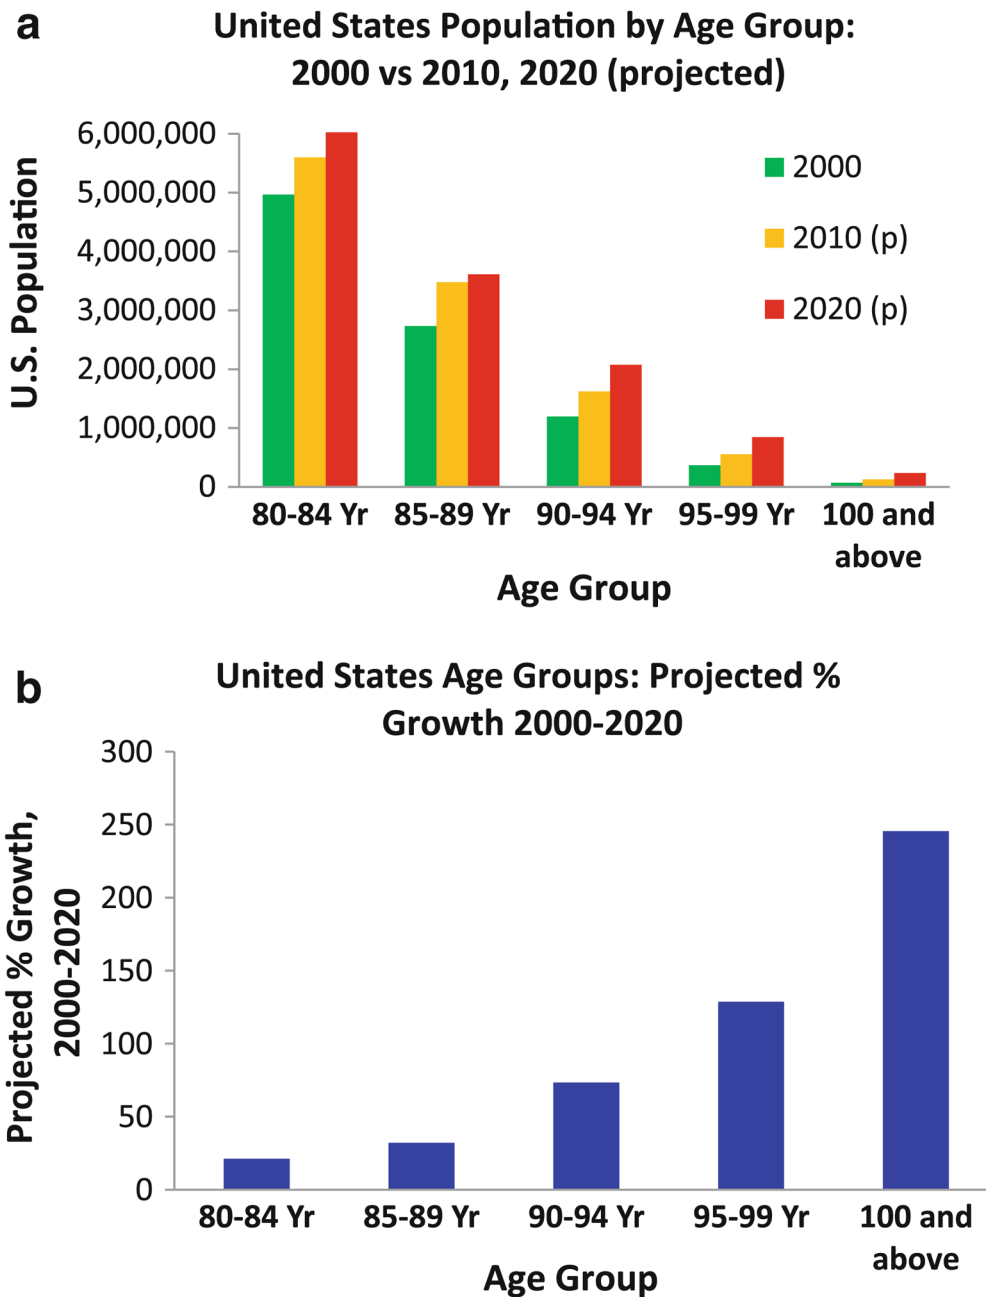 a
United States Population by Age Group:
2000 vs 2010, 2020 (projected)
U.S. Population
6,000,000
5,000,000
4,000,000
3,000,000
2,000,000
1,000,000
0
2000
2010 (p)
2020 (p)
80-84 Yr 85-89 Yr 90-94 Yr 95-99 Yr 100 and
above
Age Group
b
United States Age Groups: Projected %
Growth 2000-2020
Projected % Growth,
2000-2020
300
250
200
150
100
50
0
80-84 Yr 85-89 Yr 90-94 Yr 95-99 Yr 100 and
above
Age Group